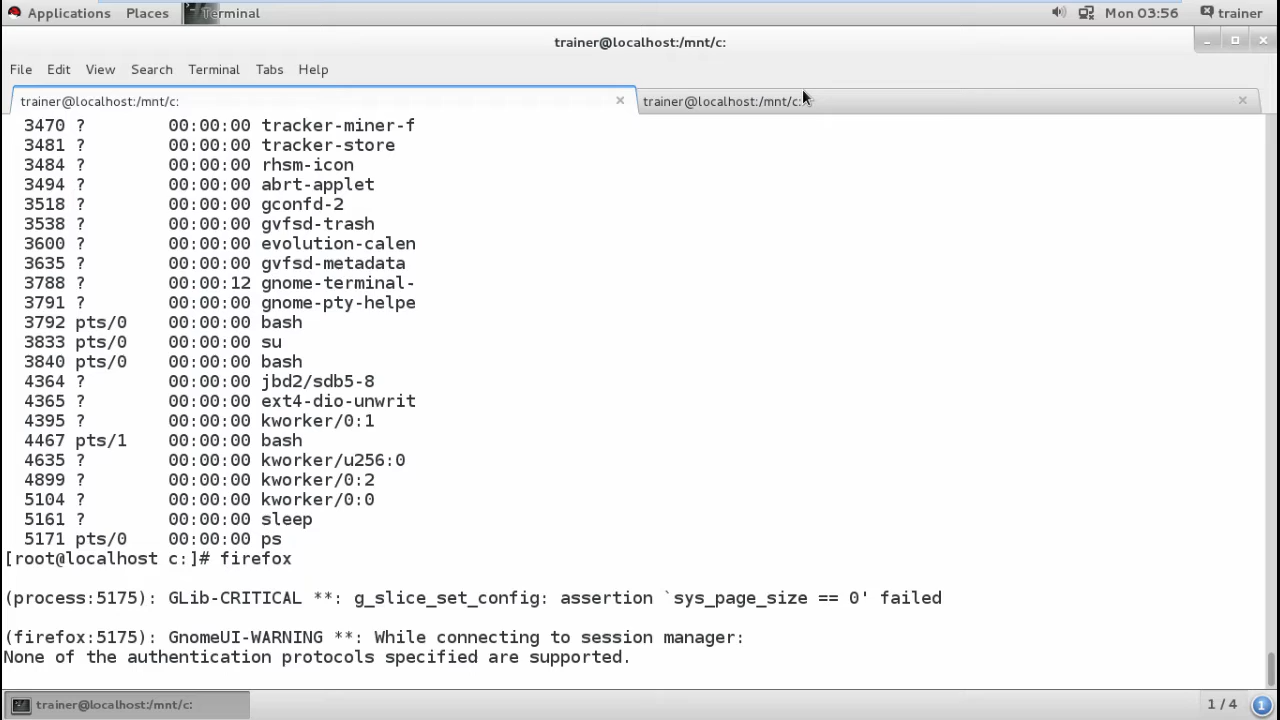 Applications Places Terminal Mon 03:56 trainer
trainer@localhost:/mnt/c:
File Edit View Search Terminal Tabs Help
trainer@localhost:/mnt/c: trainer@localhost:/mnt/c:
3470 ? 00:00:00 tracker-miner-f
3481 ? 00:00:00 tracker-store
3484 ? 00:00:00 rhsm-icon
3494 ? 00:00:00 abrt-applet
3518 ? 00:00:00 gconfd-2
3538 ? 00:00:00 gvfsd-trash
3600 ? 00:00:00 evolution-calen
3635 ? 00:00:00 gvfsd-metadata
3788 ? 00:00:12 gnome-terminal-
3791 ? 00:00:00 gnome-pty-helpe
3792 pts/0 00:00:00 bash
3833 pts/0 00:00:00 su
3840 pts/0 00:00:00 bash
4364 ? 00:00:00 jbd2/sdb5-8
4365 ? 00:00:00 ext4-dio-unwrit
4395 ? 00:00:00 kworker/0:1
4467 pts/1 00:00:00 bash
4635 ? 00:00:00 kworker/u256:0
4899 ? 00:00:00 kworker/0:2
5104 ? 00:00:00 kworker/0:0
5161 ? 00:00:00 sleep
5171 pts/0 00:00:00 ps
[root@localhost c:]# firefox
(process:5175): GLib-CRITICAL **: g_slice_set_config: assertion `sys_page_size == 0' failed
(firefox:5175): GnomeUI-WARNING **: While connecting to session manager:
None of the authentication protocols specified are supported.
trainer@localhost:/mnt/c: 1 / 4 1